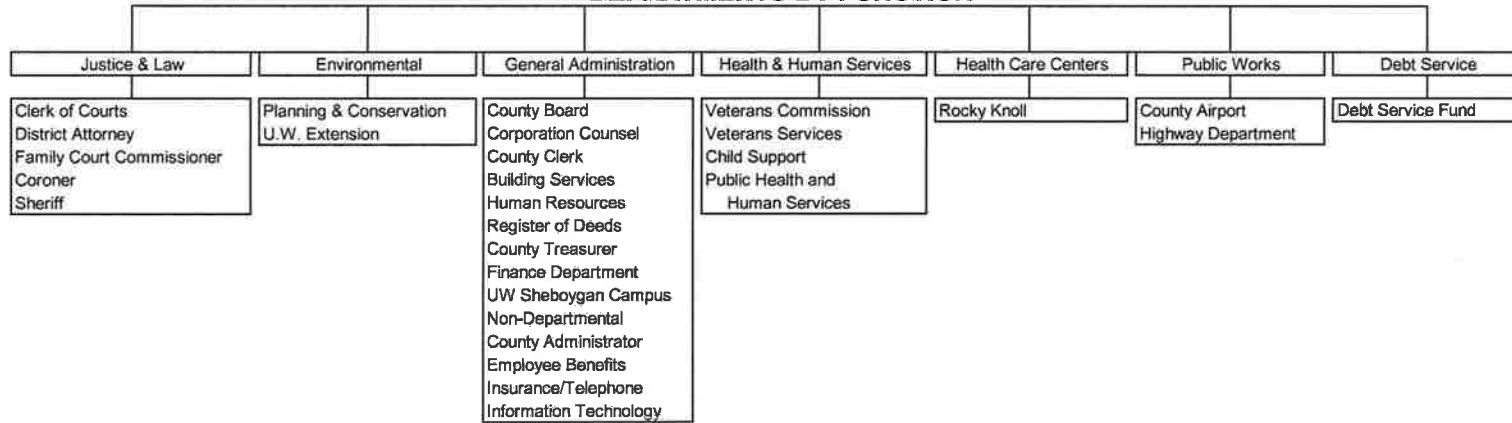 Justice & Law
Clerk of Courts
District Attorney
Family Court Commissioner
Coroner
Sheriff
Environmental
Planning & Conservation
U.W. Extension
General Administration
County Board
Corporation Counsel
County Clerk
Building Services
Human Resources
Register of Deeds
County Treasurer
Finance Department
UW Sheboygan Campus
Non-Departmental
County Administrator
Employee Benefits
Insurance/Telephone
Information Technology
Health & Human Services
Veterans Commission
Veterans Services
Child Support
Public Health and
Human Services
Health Care Centers
Rocky Knoll
Public Works
County Airport
Highway Department
Debt Service
Debt Service Fund